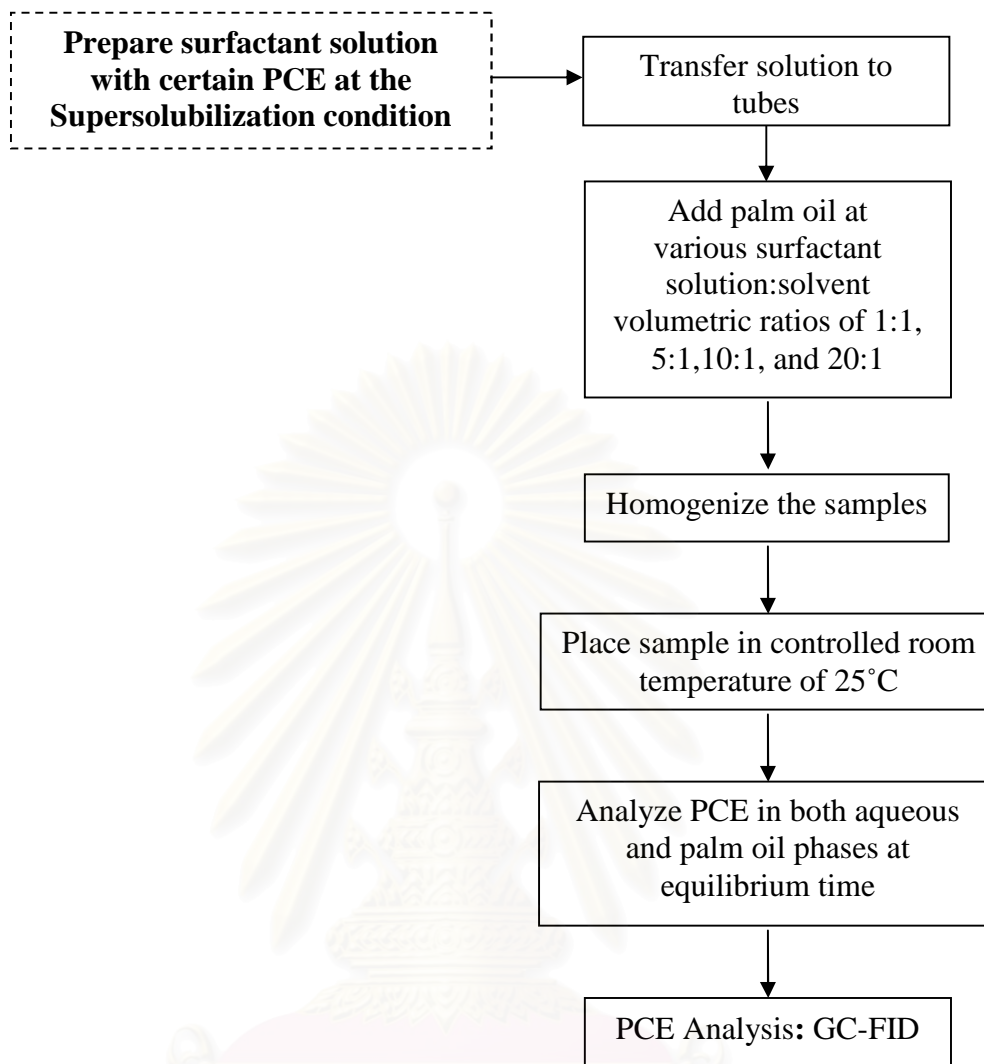 Prepare surfactant solution
with certain PCE at the
Supersolubilization condition
Transfer solution to
tubes
Add palm oil at
various surfactant
solution:solvent
volumetric ratios of 1:1,
5:1,10:1, and 20:1
Homogenize the samples
Place sample in controlled room
temperature of 25˚C
Analyze PCE in both aqueous
and palm oil phases at
equilibrium time
PCE Analysis: GC-FID